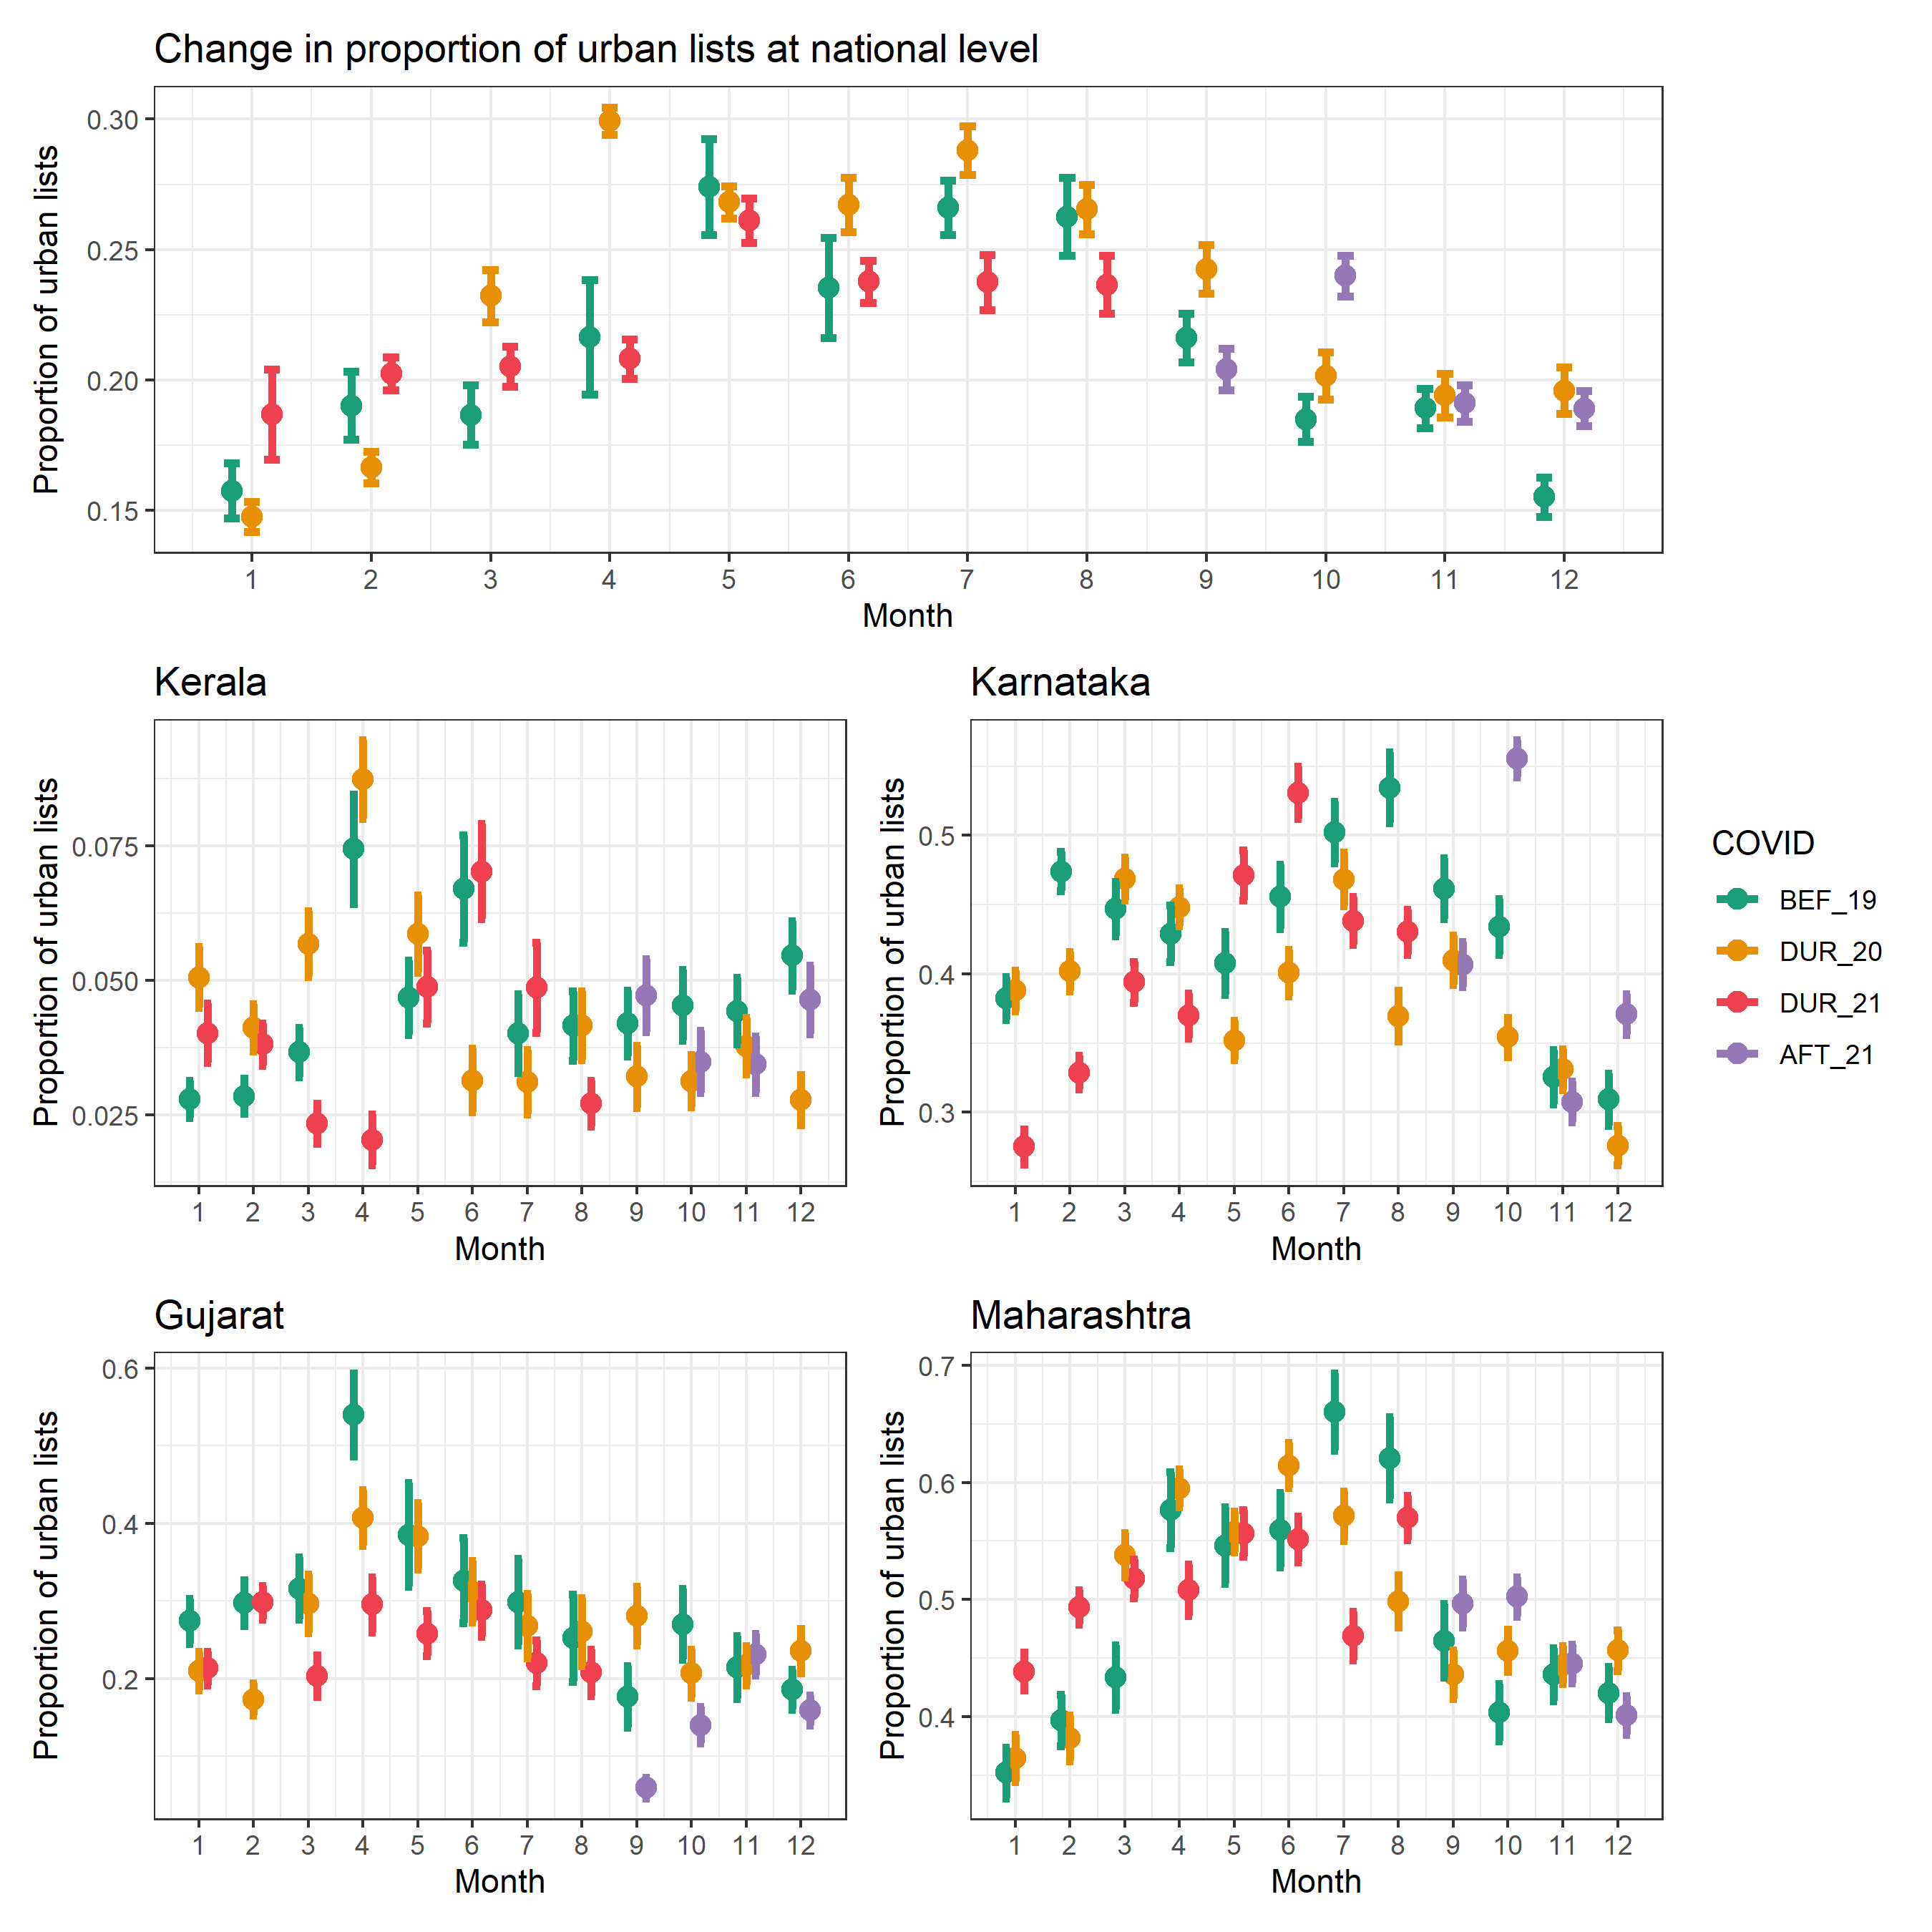 Change in proportion of urban lists at national level
Proportion of urban lists
0.30
0.25
0.20
0.15
1 2 3 4 5 6 7 8 9 10 11 12
Month
Kerala
Proportion of urban lists
0.075
0.050
0.025
1 2 3 4 5 6 7 8 9 10 11 12
Month
Karnataka
Proportion of urban lists
0.5
0.4
0.3
1 2 3 4 5 6 7 8 9 10 11 12
Month
COVID
BEF_19
DUR_20
DUR_21
AFT_21
Gujarat
Proportion of urban lists
0.6
0.4
0.2
1 2 3 4 5 6 7 8 9 10 11 12
Month
Maharashtra
Proportion of urban lists
0.7
0.6
0.5
0.4
1 2 3 4 5 6 7 8 9 10 11 12
Month